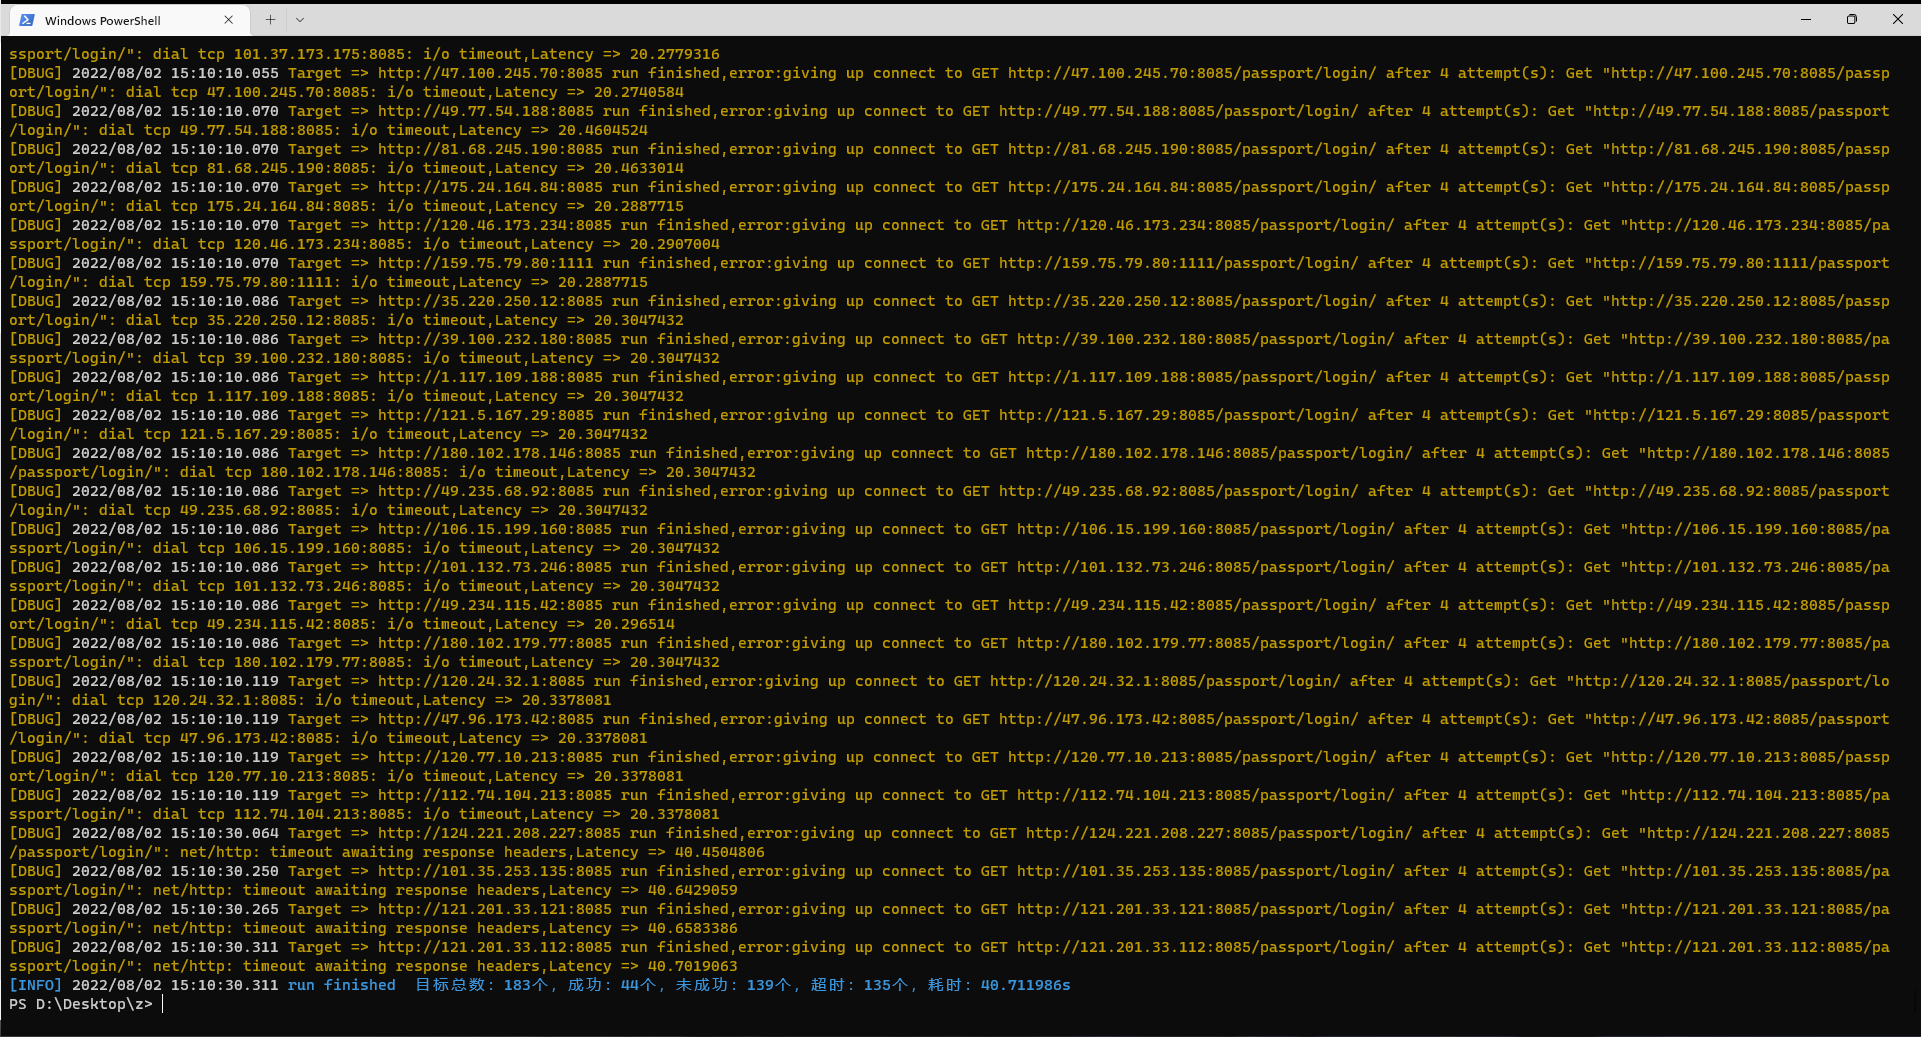 Windows PowerShell
ssport/login/": dial tcp 101.37.173.175:8085: i/o timeout,Latency => 20.2779316
[DBUG] 2022/08/02 15:10:10.055 Target => http://47.100.245.70:8085 run finished,error:giving up connect to GET http://47.100.245.70:8085/passport/login/ after 4 attempt(s): Get "http://47.100.245.70:8085/passp
ort/login/": dial tcp 47.100.245.70:8085: i/o timeout,Latency => 20.2740584
[DBUG] 2022/08/02 15:10:10.070 Target => http://49.77.54.188:8085 run finished,error:giving up connect to GET http://49.77.54.188:8085/passport/login/ after 4 attempt(s): Get "http://49.77.54.188:8085/passport
/login/": dial tcp 49.77.54.188:8085: i/o timeout,Latency => 20.4604524
[DBUG] 2022/08/02 15:10:10.070 Target => http://81.68.245.190:8085 run finished,error:giving up connect to GET http://81.68.245.190:8085/passport/login/ after 4 attempt(s): Get "http://81.68.245.190:8085/passp
ort/login/": dial tcp 81.68.245.190:8085: i/o timeout,Latency => 20.4633014
[DBUG] 2022/08/02 15:10:10.070 Target => http://175.24.164.84:8085 run finished,error:giving up connect to GET http://175.24.164.84:8085/passport/login/ after 4 attempt(s): Get "http://175.24.164.84:8085/passp
ort/login/": dial tcp 175.24.164.84:8085: i/o timeout,Latency => 20.2887715
[DBUG] 2022/08/02 15:10:10.070 Target => http://120.46.173.234:8085 run finished,error:giving up connect to GET http://120.46.173.234:8085/passport/login/ after 4 attempt(s): Get "http://120.46.173.234:8085/pa
ssport/login/": dial tcp 120.46.173.234:8085: i/o timeout,Latency => 20.2907004
[DBUG] 2022/08/02 15:10:10.070 Target => http://159.75.79.80:1111 run finished,error:giving up connect to GET http://159.75.79.80:1111/passport/login/ after 4 attempt(s): Get "http://159.75.79.80:1111/passport
/login/": dial tcp 159.75.79.80:1111: i/o timeout,Latency => 20.2887715
[DBUG] 2022/08/02 15:10:10.086 Target => http://35.220.250.12:8085 run finished,error:giving up connect to GET http://35.220.250.12:8085/passport/login/ after 4 attempt(s): Get "http://35.220.250.12:8085/passp
ort/login/": dial tcp 35.220.250.12:8085: i/o timeout,Latency => 20.3047432
[DBUG] 2022/08/02 15:10:10.086 Target => http://39.100.232.180:8085 run finished,error:giving up connect to GET http://39.100.232.180:8085/passport/login/ after 4 attempt(s): Get "http://39.100.232.180:8085/pa
ssport/login/": dial tcp 39.100.232.180:8085: i/o timeout,Latency => 20.3047432
[DBUG] 2022/08/02 15:10:10.086 Target => http://1.117.109.188:8085 run finished,error:giving up connect to GET http://1.117.109.188:8085/passport/login/ after 4 attempt(s): Get "http://1.117.109.188:8085/passp
ort/login/": dial tcp 1.117.109.188:8085: i/o timeout,Latency => 20.3047432
[DBUG] 2022/08/02 15:10:10.086 Target => http://121.5.167.29:8085 run finished,error:giving up connect to GET http://121.5.167.29:8085/passport/login/ after 4 attempt(s): Get "http://121.5.167.29:8085/passport
/login/": dial tcp 121.5.167.29:8085: i/o timeout,Latency => 20.3047432
[DBUG] 2022/08/02 15:10:10.086 Target => http://180.102.178.146:8085 run finished,error:giving up connect to GET http://180.102.178.146:8085/passport/login/ after 4 attempt(s): Get "http://180.102.178.146:8085
/passport/login/": dial tcp 180.102.178.146:8085: i/o timeout,Latency => 20.3047432
[DBUG] 2022/08/02 15:10:10.086 Target => http://49.235.68.92:8085 run finished,error:giving up connect to GET http://49.235.68.92:8085/passport/login/ after 4 attempt(s): Get "http://49.235.68.92:8085/passport
/login/": dial tcp 49.235.68.92:8085: i/o timeout,Latency => 20.3047432
[DBUG] 2022/08/02 15:10:10.086 Target => http://106.15.199.160:8085 run finished,error:giving up connect to GET http://106.15.199.160:8085/passport/login/ after 4 attempt(s): Get "http://106.15.199.160:8085/pa
ssport/login/": dial tcp 106.15.199.160:8085: i/o timeout,Latency => 20.3047432
[DBUG] 2022/08/02 15:10:10.086 Target => http://101.132.73.246:8085 run finished,error:giving up connect to GET http://101.132.73.246:8085/passport/login/ after 4 attempt(s): Get "http://101.132.73.246:8085/pa
ssport/login/": dial tcp 101.132.73.246:8085: i/o timeout,Latency => 20.3047432
[DBUG] 2022/08/02 15:10:10.086 Target => http://49.234.115.42:8085 run finished,error:giving up connect to GET http://49.234.115.42:8085/passport/login/ after 4 attempt(s): Get "http://49.234.115.42:8085/passp
ort/login/": dial tcp 49.234.115.42:8085: i/o timeout,Latency => 20.296514
[DBUG] 2022/08/02 15:10:10.086 Target => http://180.102.179.77:8085 run finished,error:giving up connect to GET http://180.102.179.77:8085/passport/login/ after 4 attempt(s): Get "http://180.102.179.77:8085/pa
ssport/login/": dial tcp 180.102.179.77:8085: i/o timeout,Latency => 20.3047432
[DBUG] 2022/08/02 15:10:10.119 Target => http://120.24.32.1:8085 run finished,error:giving up connect to GET http://120.24.32.1:8085/passport/login/ after 4 attempt(s): Get "http://120.24.32.1:8085/passport/lo
gin/": dial tcp 120.24.32.1:8085: i/o timeout,Latency => 20.3378081
[DBUG] 2022/08/02 15:10:10.119 Target => http://47.96.173.42:8085 run finished,error:giving up connect to GET http://47.96.173.42:8085/passport/login/ after 4 attempt(s): Get "http://47.96.173.42:8085/passport
/login/": dial tcp 47.96.173.42:8085: i/o timeout,Latency => 20.3378081
[DBUG] 2022/08/02 15:10:10.119 Target => http://120.77.10.213:8085 run finished,error:giving up connect to GET http://120.77.10.213:8085/passport/login/ after 4 attempt(s): Get "http://120.77.10.213:8085/passp
ort/login/": dial tcp 120.77.10.213:8085: i/o timeout,Latency => 20.3378081
[DBUG] 2022/08/02 15:10:10.119 Target => http://112.74.104.213:8085 run finished,error:giving up connect to GET http://112.74.104.213:8085/passport/login/ after 4 attempt(s): Get "http://112.74.104.213:8085/pa
ssport/login/": dial tcp 112.74.104.213:8085: i/o timeout,Latency => 20.3378081
[DBUG] 2022/08/02 15:10:30.064 Target => http://124.221.208.227:8085 run finished,error:giving up connect to GET http://124.221.208.227:8085/passport/login/ after 4 attempt(s): Get "http://124.221.208.227:8085
/passport/login/": net/http: timeout awaiting response headers,Latency => 40.4504806
[DBUG] 2022/08/02 15:10:30.250 Target => http://101.35.253.135:8085 run finished,error:giving up connect to GET http://101.35.253.135:8085/passport/login/ after 4 attempt(s): Get "http://101.35.253.135:8085/pa
ssport/login/": net/http: timeout awaiting response headers,Latency => 40.6429059
[DBUG] 2022/08/02 15:10:30.265 Target => http://121.201.33.121:8085 run finished,error:giving up connect to GET http://121.201.33.121:8085/passport/login/ after 4 attempt(s): Get "http://121.201.33.121:8085/pa
ssport/login/": net/http: timeout awaiting response headers,Latency => 40.6583386
[DBUG] 2022/08/02 15:10:30.311 Target => http://121.201.33.112:8085 run finished,error:giving up connect to GET http://121.201.33.112:8085/passport/login/ after 4 attempt(s): Get "http://121.201.33.112:8085/pa
ssport/login/": net/http: timeout awaiting response headers,Latency => 40.7019063
[INFO] 2022/08/02 15:10:30.311 run finished  目标总数: 183个, 成功: 44个, 未成功: 139个, 超时: 135个, 耗时: 40.711986s
PS D:\Desktop\z>